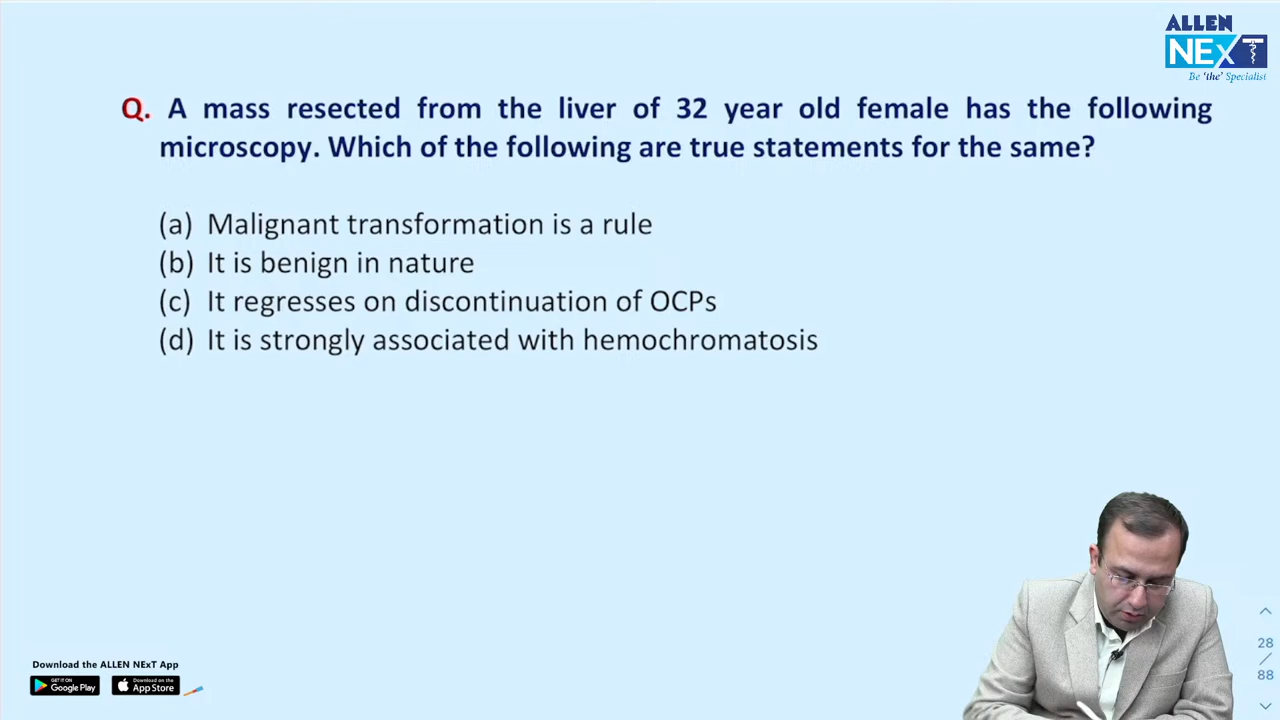 ALLEN
NExT
Be 'the' Specialist
Q. A mass resected from the liver of 32 year old female has the following
microscopy. Which of the following are true statements for the same?
(a) Malignant transformation is a rule
(b) It is benign in nature
(c) It regresses on discontinuation of OCPs
(d) It is strongly associated with hemochromatosis
28
/
88
Download the ALLEN NExT App
GET IT ON
Google Play
Download on the
App Store